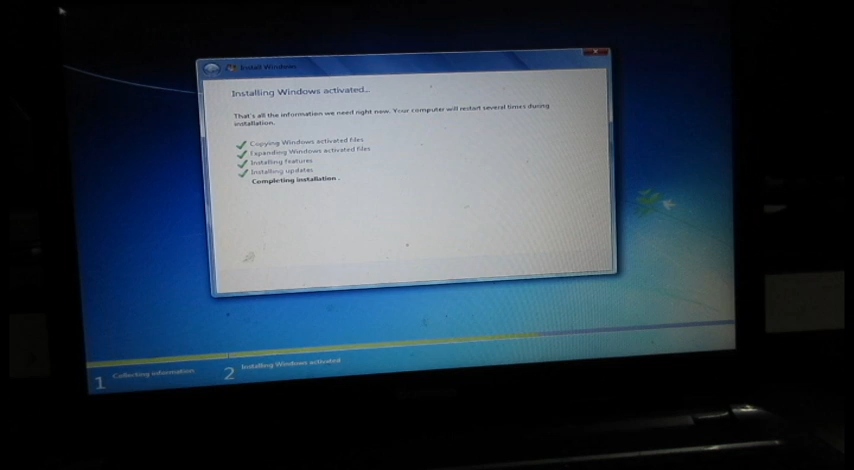 Install Windows
Installing Windows activated...
That's all the information we need right now. Your computer will restart several times during
installation.
Copying Windows activated files
Expanding Windows activated files
Installing features
Installing updates
Completing installation .
1 Collecting information
2 Installing Windows activated